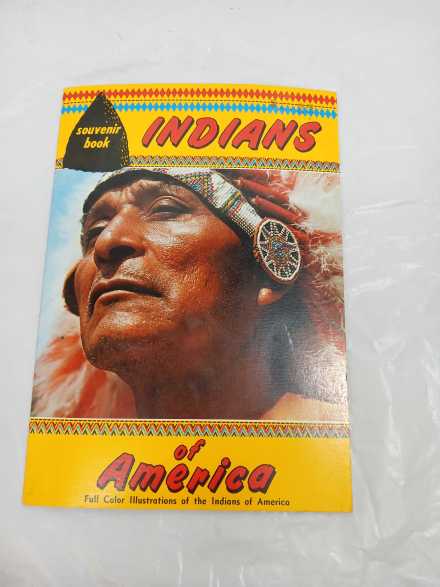 souvenir
book
INDIANS
of
America
Full Color Illustrations of the Indians of America